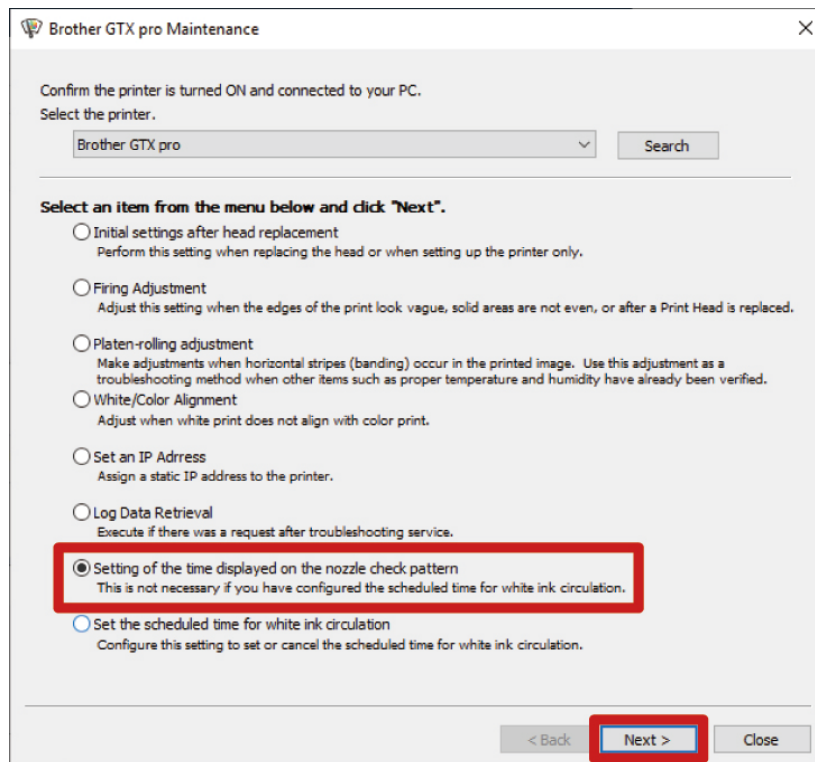 Brother GTX pro Maintenance
Confirm the printer is turned ON and connected to your PC.
Select the printer.
Brother GTX pro
Search
Select an item from the menu below and click "Next".
Initial settings after head replacement
Perform this setting when replacing the head or when setting up the printer only.
Firing Adjustment
Adjust this setting when the edges of the print look vague, solid areas are not even, or after a Print Head is replaced.
Platen-rolling adjustment
Make adjustments when horizontal stripes (banding) occur in the printed image.  Use this adjustment as a
troubleshooting method when other items such as proper temperature and humidity have already been verified.
White/Color Alignment
Adjust when white print does not align with color print.
Set an IP Adrress
Assign a static IP address to the printer.
Log Data Retrieval
Execute if there was a request after troubleshooting service.
Setting of the time displayed on the nozzle check pattern
This is not necessary if you have configured the scheduled time for white ink circulation.
Set the scheduled time for white ink circulation
Configure this setting to set or cancel the scheduled time for white ink circulation.
< Back
Next >
Close